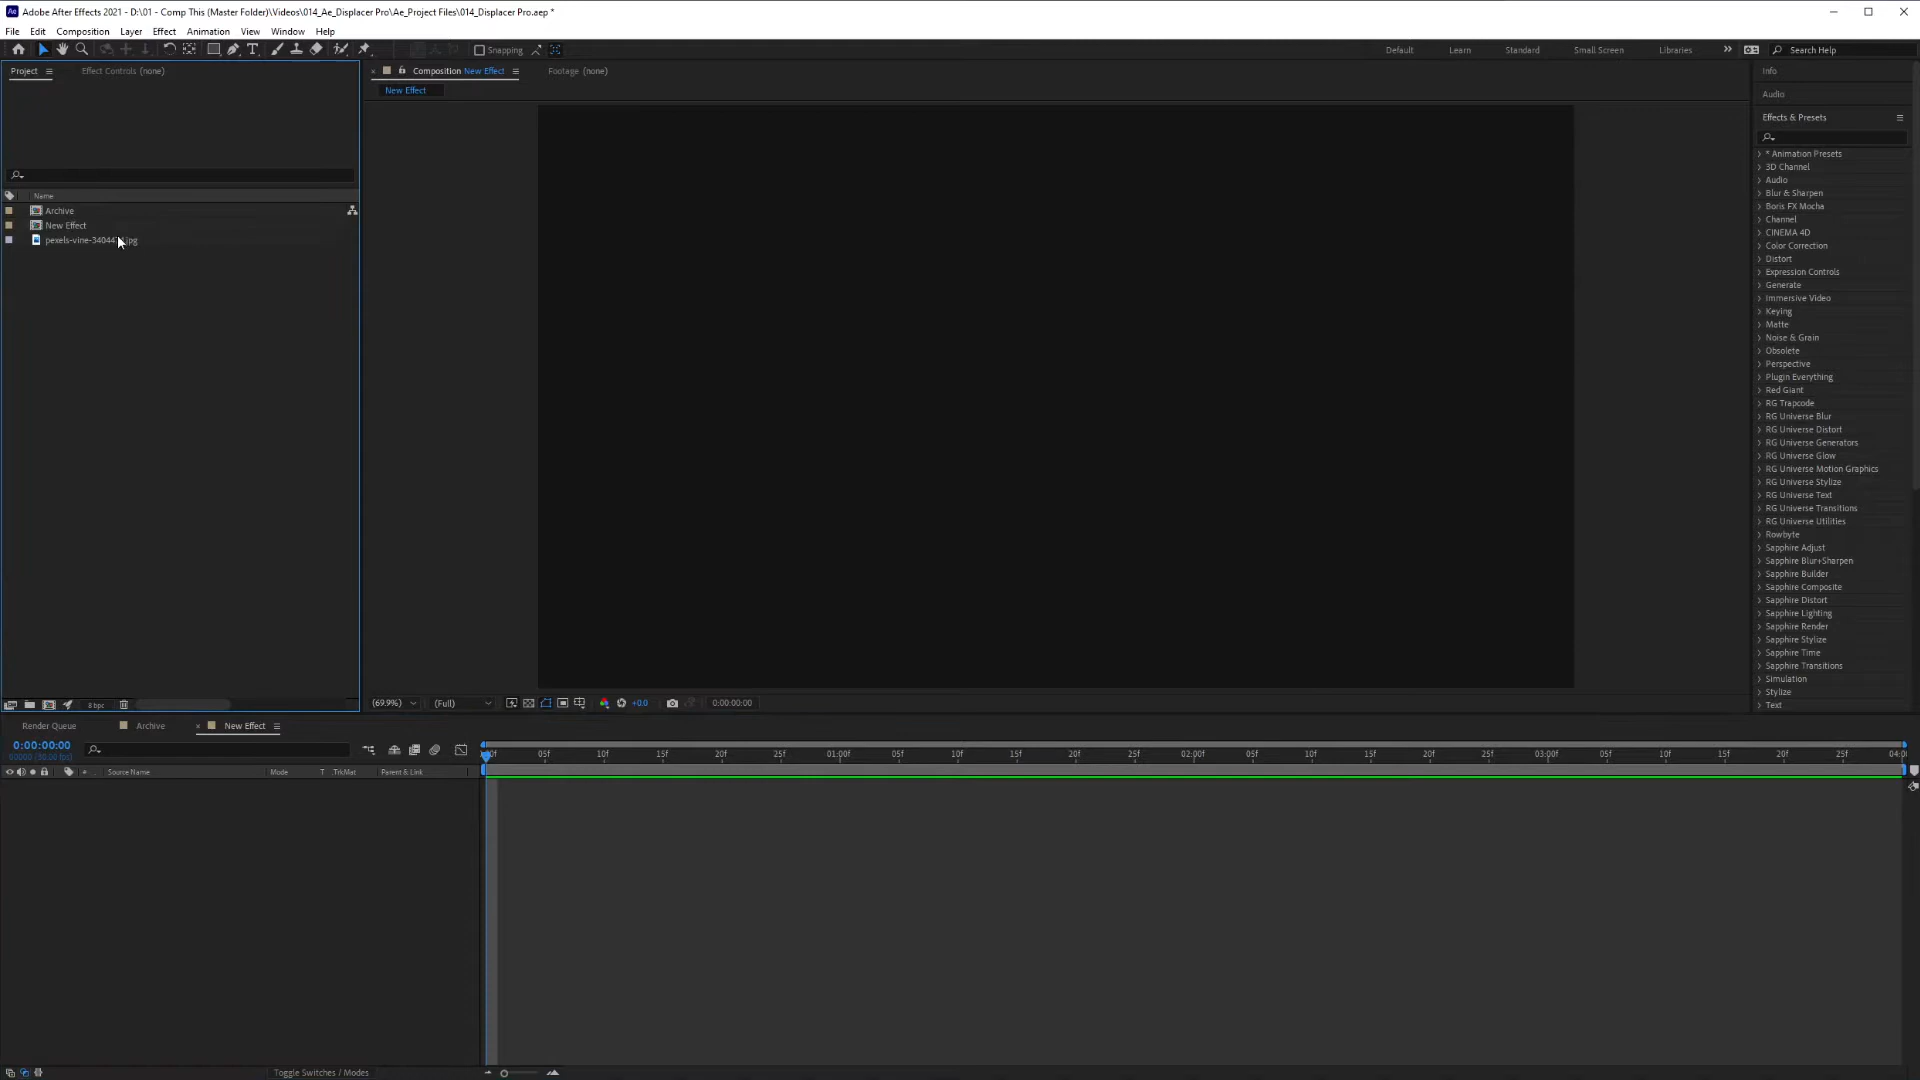 Adobe After Effects 2021 - D:\01 - Comp This (Master Folder)\Videos\014_Ae_Displacer Pro\Ae_Project Files\014_Displacer Pro.aep *
File Edit Composition Layer Effect Animation View Window Help
Snapping Default Learn Standard Small Screen Libraries Search Help
Project Effect Controls (none) Composition New Effect Footage (none) Info
New Effect
Audio
Effects & Presets
* Animation Presets
3D Channel
Audio
Blur & Sharpen
Name
Boris FX Mocha
Archive
Channel
New Effect
CINEMA 4D
Color Correction
Distort
Expression Controls
Generate
Immersive Video
Keying
Matte
Noise & Grain
Obsolete
Perspective
Plugin Everything
Red Giant
RG Trapcode
RG Universe Blur
RG Universe Distort
RG Universe Generators
RG Universe Glow
RG Universe Motion Graphics
RG Universe Stylize
RG Universe Text
RG Universe Transitions
RG Universe Utilities
Rowbyte
Sapphire Adjust
Sapphire Blur+Sharpen
Sapphire Builder
Sapphire Composite
Sapphire Distort
Sapphire Lighting
Sapphire Render
Sapphire Stylize
Sapphire Time
Sapphire Transitions
Simulation
Stylize
Text
8 bpc (69.9%) (Full) +0.0 0:00:00:00
Render Queue Archive New Effect
0:00:00:00
00000 (30.00 fps)
05f 10f 15f 20f 25f 01:00f 05f 10f 15f 20f 25f 02:00f 05f 10f 15f 20f 25f 03:00f 05f 10f 15f 20f 25f
# Source Name Mode T .TrkMat Parent & Link
Toggle Switches / Modes